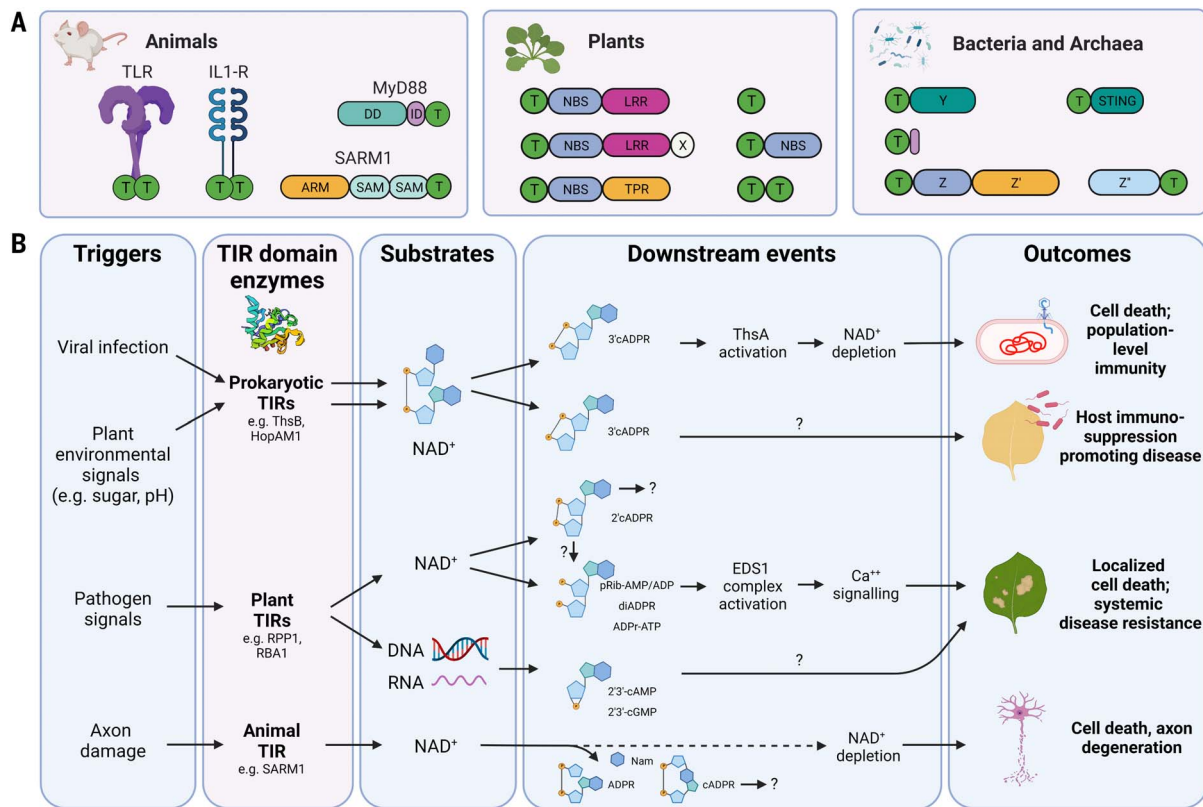 A
Animals
TLR
IL1-R
MyD88
DD
ID
T
SARM1
ARM
SAM
SAM
T
T
T
T
T
Plants
T
NBS
LRR
T
T
NBS
LRR
X
T
NBS
T
NBS
TPR
T
T
Bacteria and Archaea
T
Y
T
STING
T
T
Z
Z'
Z"
T
B
Triggers
TIR domain
enzymes
Substrates
Downstream events
Outcomes
Viral infection
Plant
environmental
signals
(e.g. sugar, pH)
Prokaryotic
TIRs
e.g. ThsB,
HopAM1
NAD⁺
3'cADPR
ThsA
activation
NAD⁺
depletion
Cell death;
population-
level
immunity
3'cADPR
?
Host immuno-
suppression
promoting disease
Pathogen
signals
Plant
TIRs
e.g. RPP1,
RBA1
NAD⁺
DNA
RNA
?
2'cADPR
?
pRib-AMP/ADP
diADPR
ADPr-ATP
EDS1
complex
activation
Ca⁺⁺
signalling
Localized
cell death;
systemic
disease resistance
2'3'-cAMP
2'3'-cGMP
?
Axon
damage
Animal
TIR
e.g. SARM1
NAD⁺
Nam
ADPR
cADPR
?
NAD⁺
depletion
Cell death, axon
degeneration